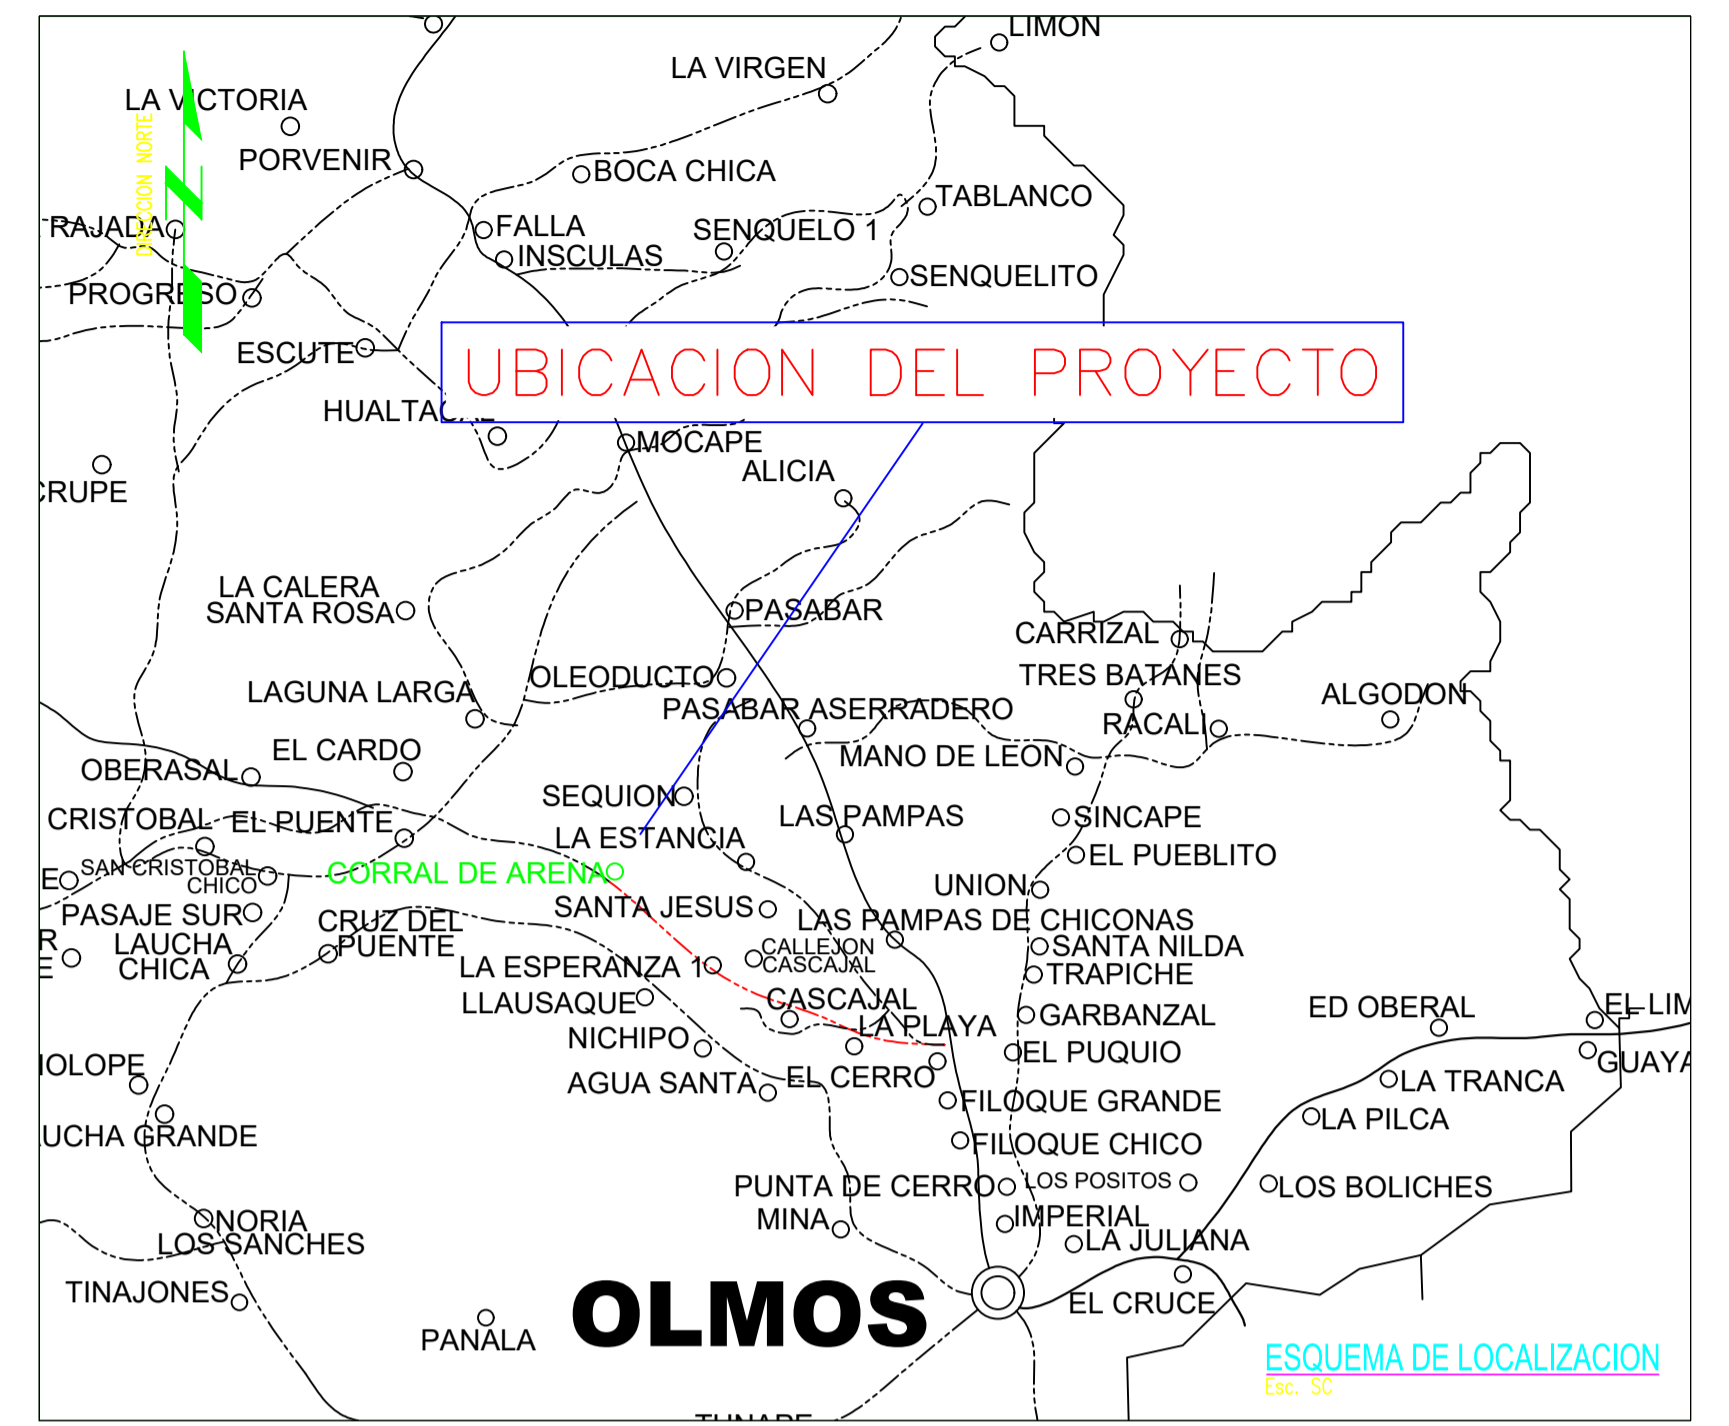 LIMON
LA VIRGEN
LA VICTORIA
DIRECCION NORTE
PORVENIR
BOCA CHICA
TABLANCO
RAJADA
FALLA
SENQUELO 1
INSCULAS
SENQUELITO
PROGRESO
ESCUTE
UBICACION DEL PROYECTO
MOCAPE
ALICIA
CRUPE
LA CALERA
SANTA ROSA
PASABAR
CARRIZAL
OLEODUCTO
TRES BATANES
LAGUNA LARGA
ALGODON
PASABAR ASERRADERO
RACALI
EL CARDO
MANO DE LEON
OBERASAL
SEQUION
CRISTOBAL
EL PUENTE
LAS PAMPAS
SINCAPE
LA ESTANCIA
EL PUEBLITO
SAN CRISTOBAL
CHICO
CORRAL DE ARENA
E
UNION
PASAJE SUR
CRUZ DEL
PUENTE
SANTA JESUS
LAS PAMPAS DE CHICONAS
R
E
LAUCHA
CHICA
CALLEJON
CASCAJAL
SANTA NILDA
LA ESPERANZA 1
TRAPICHE
LLAUSAQUE
CASCAJAL
ED OBERAL
EL LIM
GARBANZAL
LA PLAYA
NICHIPO
EL PUQUIO
GUAYA
OLOPE
AGUA SANTA
EL CERRO
LA TRANCA
FILOQUE GRANDE
LA PILCA
UCHA GRANDE
FILOQUE CHICO
PUNTA DE CERRO
LOS POSITOS
LOS BOLICHES
NORIA
LOS SANCHES
MINA
IMPERIAL
LA JULIANA
TINAJONES
OLMOS
EL CRUCE
PANALA
ESQUEMA DE LOCALIZACION
Esc. SC